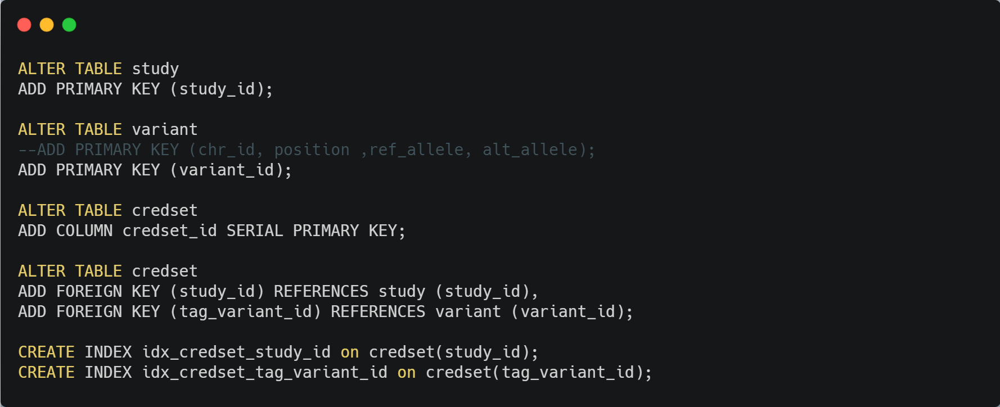 ALTER TABLE study
ADD PRIMARY KEY (study_id);
ALTER TABLE variant
--ADD PRIMARY KEY (chr_id, position ,ref_allele, alt_allele);
ADD PRIMARY KEY (variant_id);
ALTER TABLE credset
ADD COLUMN credset_id SERIAL PRIMARY KEY;
ALTER TABLE credset
ADD FOREIGN KEY (study_id) REFERENCES study (study_id),
ADD FOREIGN KEY (tag_variant_id) REFERENCES variant (variant_id);
CREATE INDEX idx_credset_study_id on credset(study_id);
CREATE INDEX idx_credset_tag_variant_id on credset(tag_variant_id);